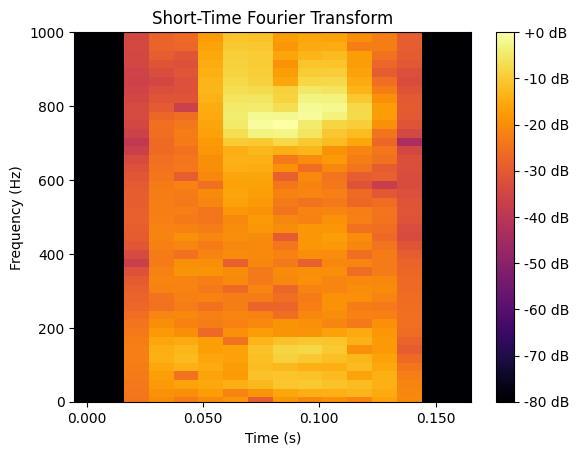 Short-Time Fourier Transform
Frequency (Hz)
1000
800
600
400
200
0
0.000
0.050
0.100
0.150
Time (s)
+0 dB
-10 dB
-20 dB
-30 dB
-40 dB
-50 dB
-60 dB
-70 dB
-80 dB